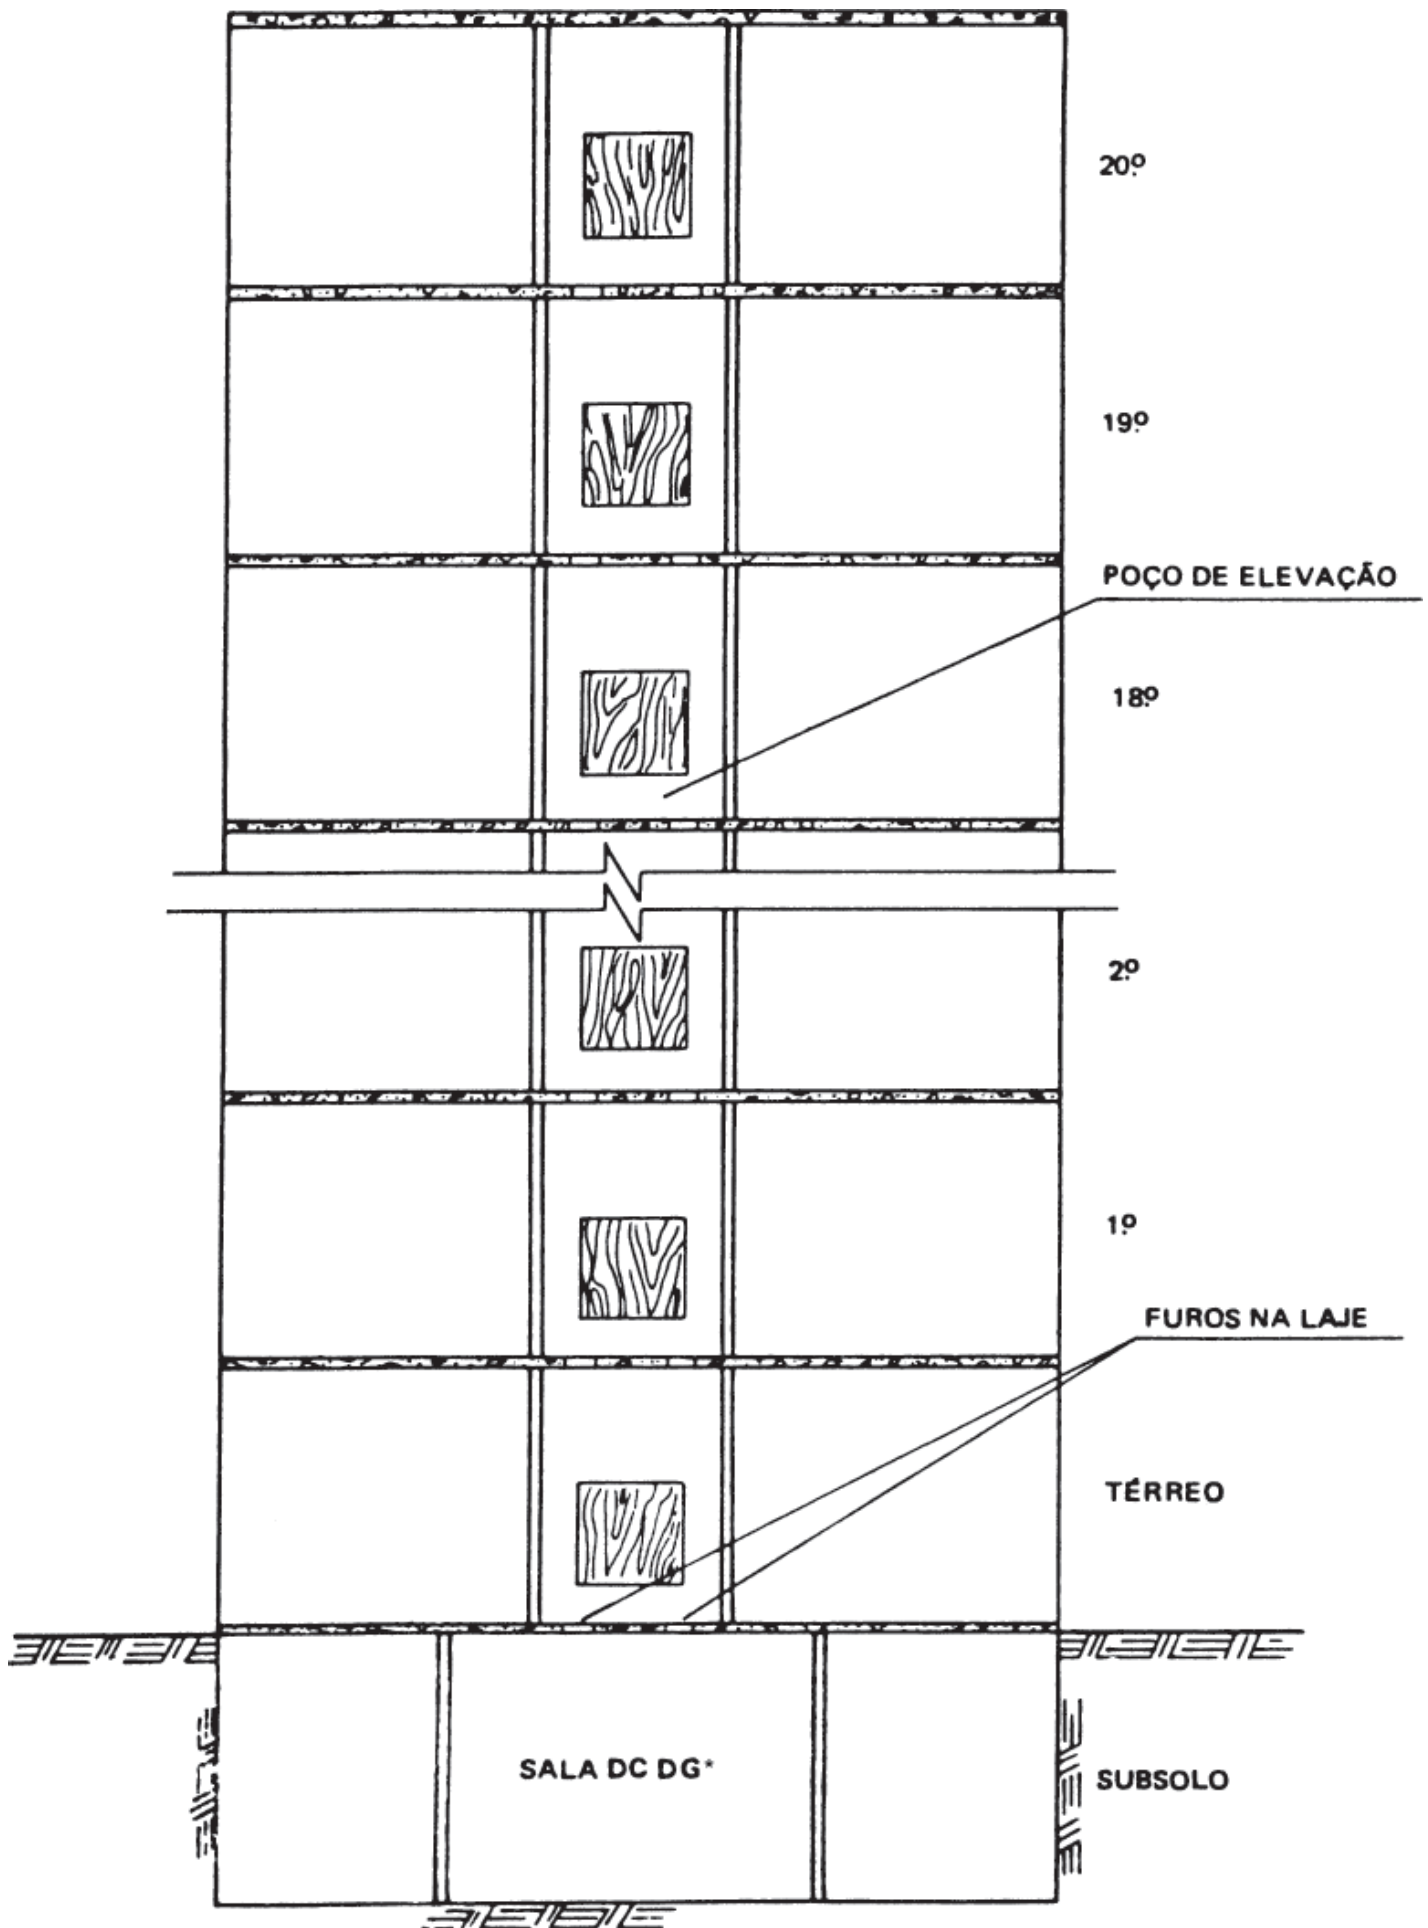 20º
19º
POÇO DE ELEVAÇÃO
18º
2º
1º
FUROS NA LAJE
TÉRREO
SALA DC DG*
SUBSOLO